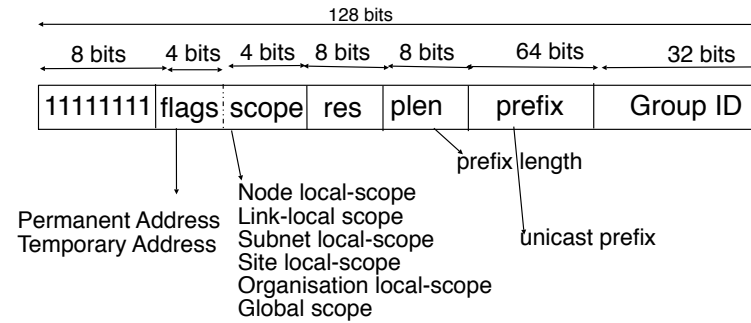 128 bits
8 bits 4 bits 4 bits 8 bits 8 bits 64 bits 32 bits
11111111 flags scope res plen prefix Group ID
prefix length
Permanent Address
Temporary Address
Node local-scope
Link-local scope
Subnet local-scope
Site local-scope
Organisation local-scope
Global scope
unicast prefix